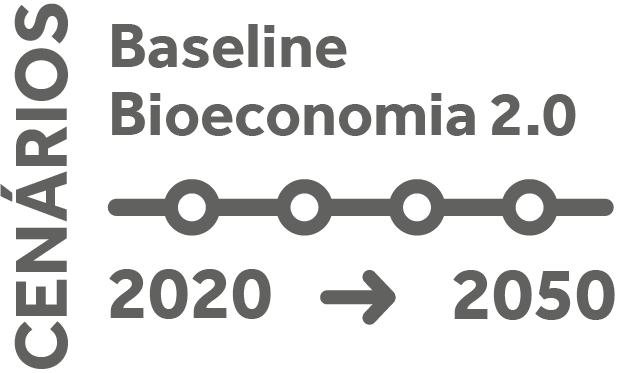 CENÁRIOS
Baseline
Bioeconomia 2.0
2020 → 2050